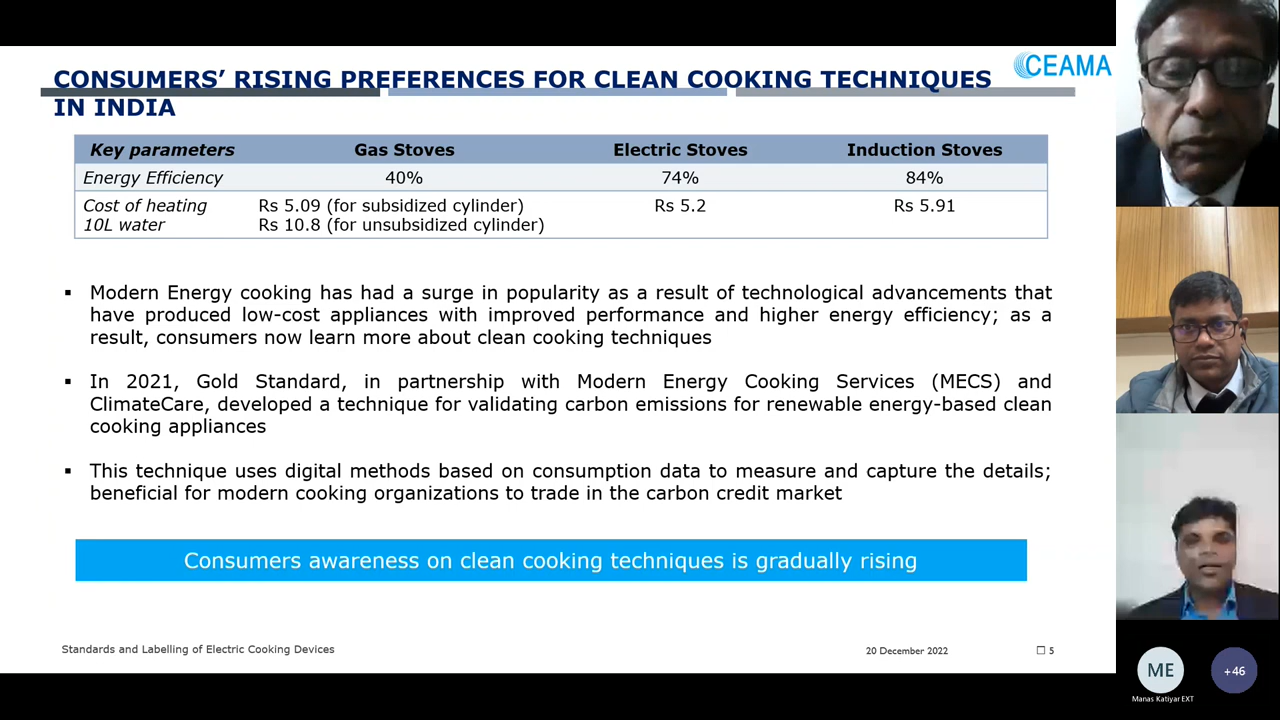 CONSUMERS’ RISING PREFERENCES FOR CLEAN COOKING TECHNIQUES
IN INDIA
CEAMA
Key parameters Gas Stoves Electric Stoves Induction Stoves
Energy Efficiency 40% 74% 84%
Cost of heating Rs 5.09 (for subsidized cylinder) Rs 5.2 Rs 5.91
10L water Rs 10.8 (for unsubsidized cylinder)
▪ Modern Energy cooking has had a surge in popularity as a result of technological advancements that
have produced low-cost appliances with improved performance and higher energy efficiency; as a
result, consumers now learn more about clean cooking techniques
▪ In 2021, Gold Standard, in partnership with Modern Energy Cooking Services (MECS) and
ClimateCare, developed a technique for validating carbon emissions for renewable energy-based clean
cooking appliances
▪ This technique uses digital methods based on consumption data to measure and capture the details;
beneficial for modern cooking organizations to trade in the carbon credit market
Consumers awareness on clean cooking techniques is gradually rising
Standards and Labelling of Electric Cooking Devices 20 December 2022 5
ME +46
Manas Katiyar EXT